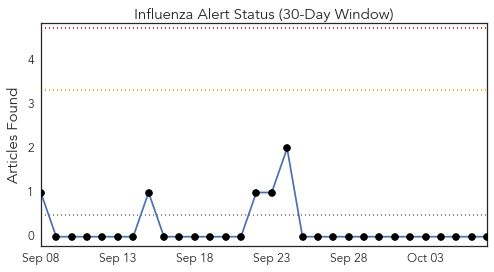 Influenza Alert Status (30-Day Window)
Articles Found
4
3
2
1
0
Sep 08 Sep 13 Sep 18 Sep 23 Sep 28 Oct 03